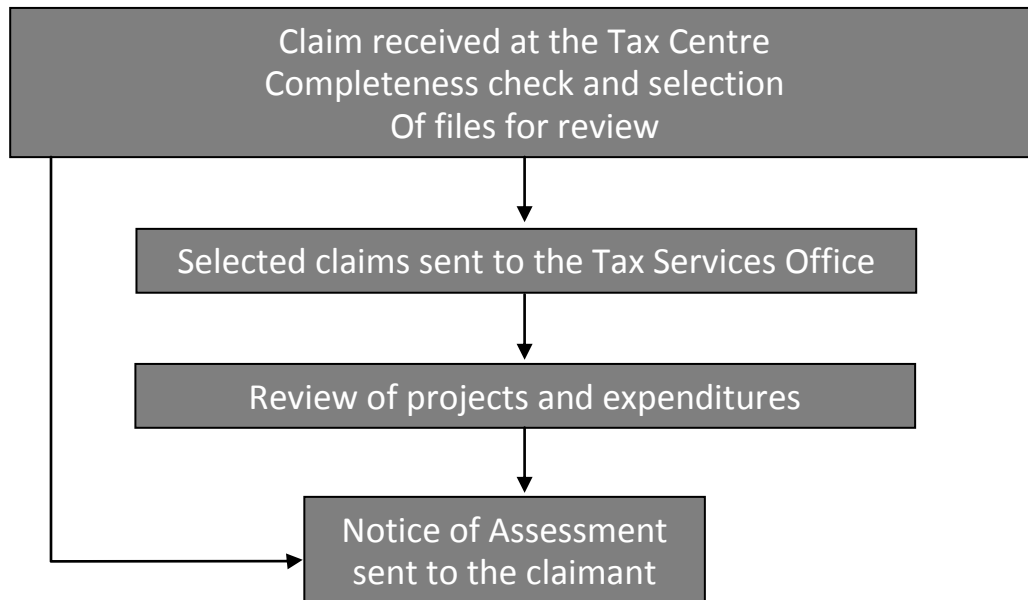 Claim received at the Tax Centre
Completeness check and selection
Of files for review
Selected claims sent to the Tax Services Office
Review of projects and expenditures
Notice of Assessment
sent to the claimant